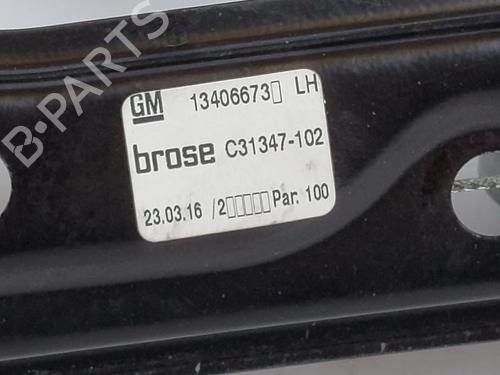 B-PARTS
GM 13406673▯ LH
brose C31347-102
23.03.16 /2▯▯▯▯▯ Par. 100